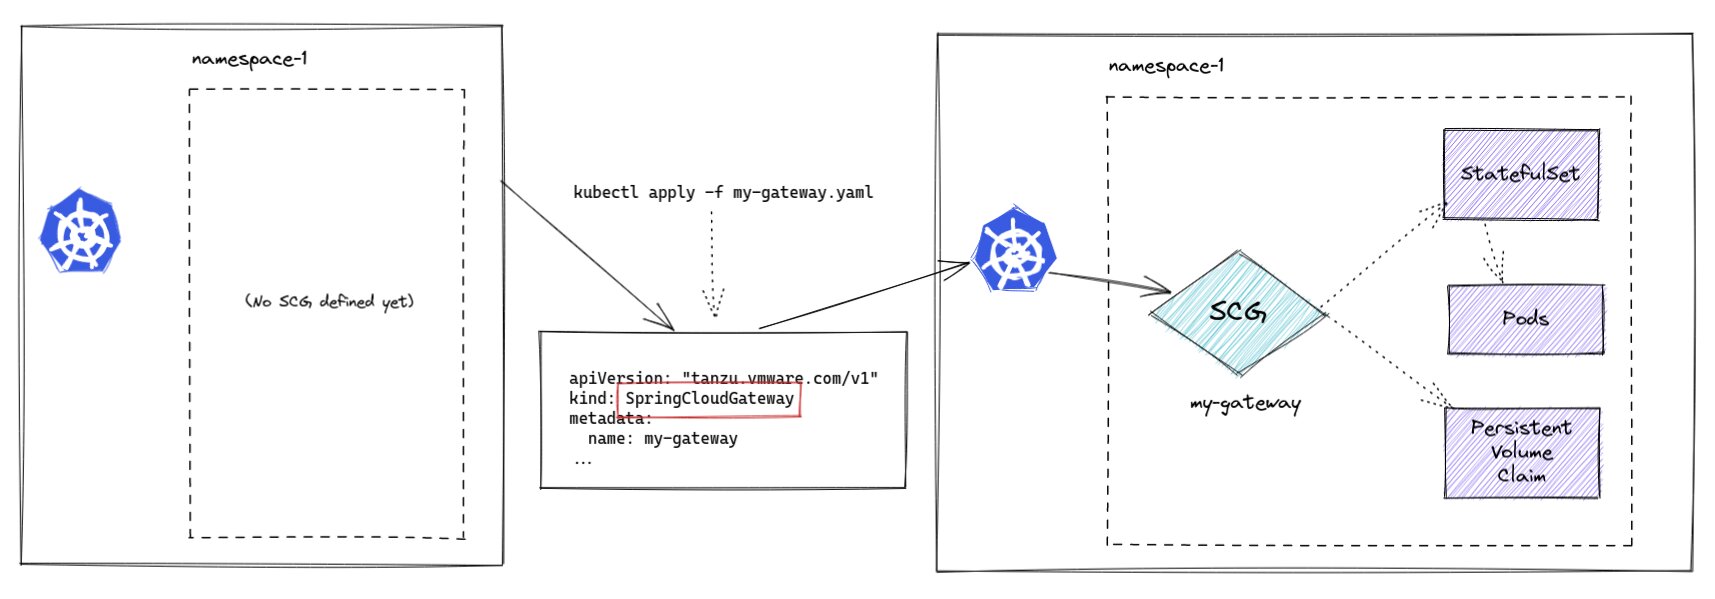 namespace-1
(No SCG defined yet)
kubectl apply -f my-gateway.yaml
apiVersion: "tanzu.vmware.com/v1"
kind: SpringCloudGateway
metadata:
  name: my-gateway
...
namespace-1
SCG
my-gateway
StatefulSet
Pods
Persistent
Volume
Claim